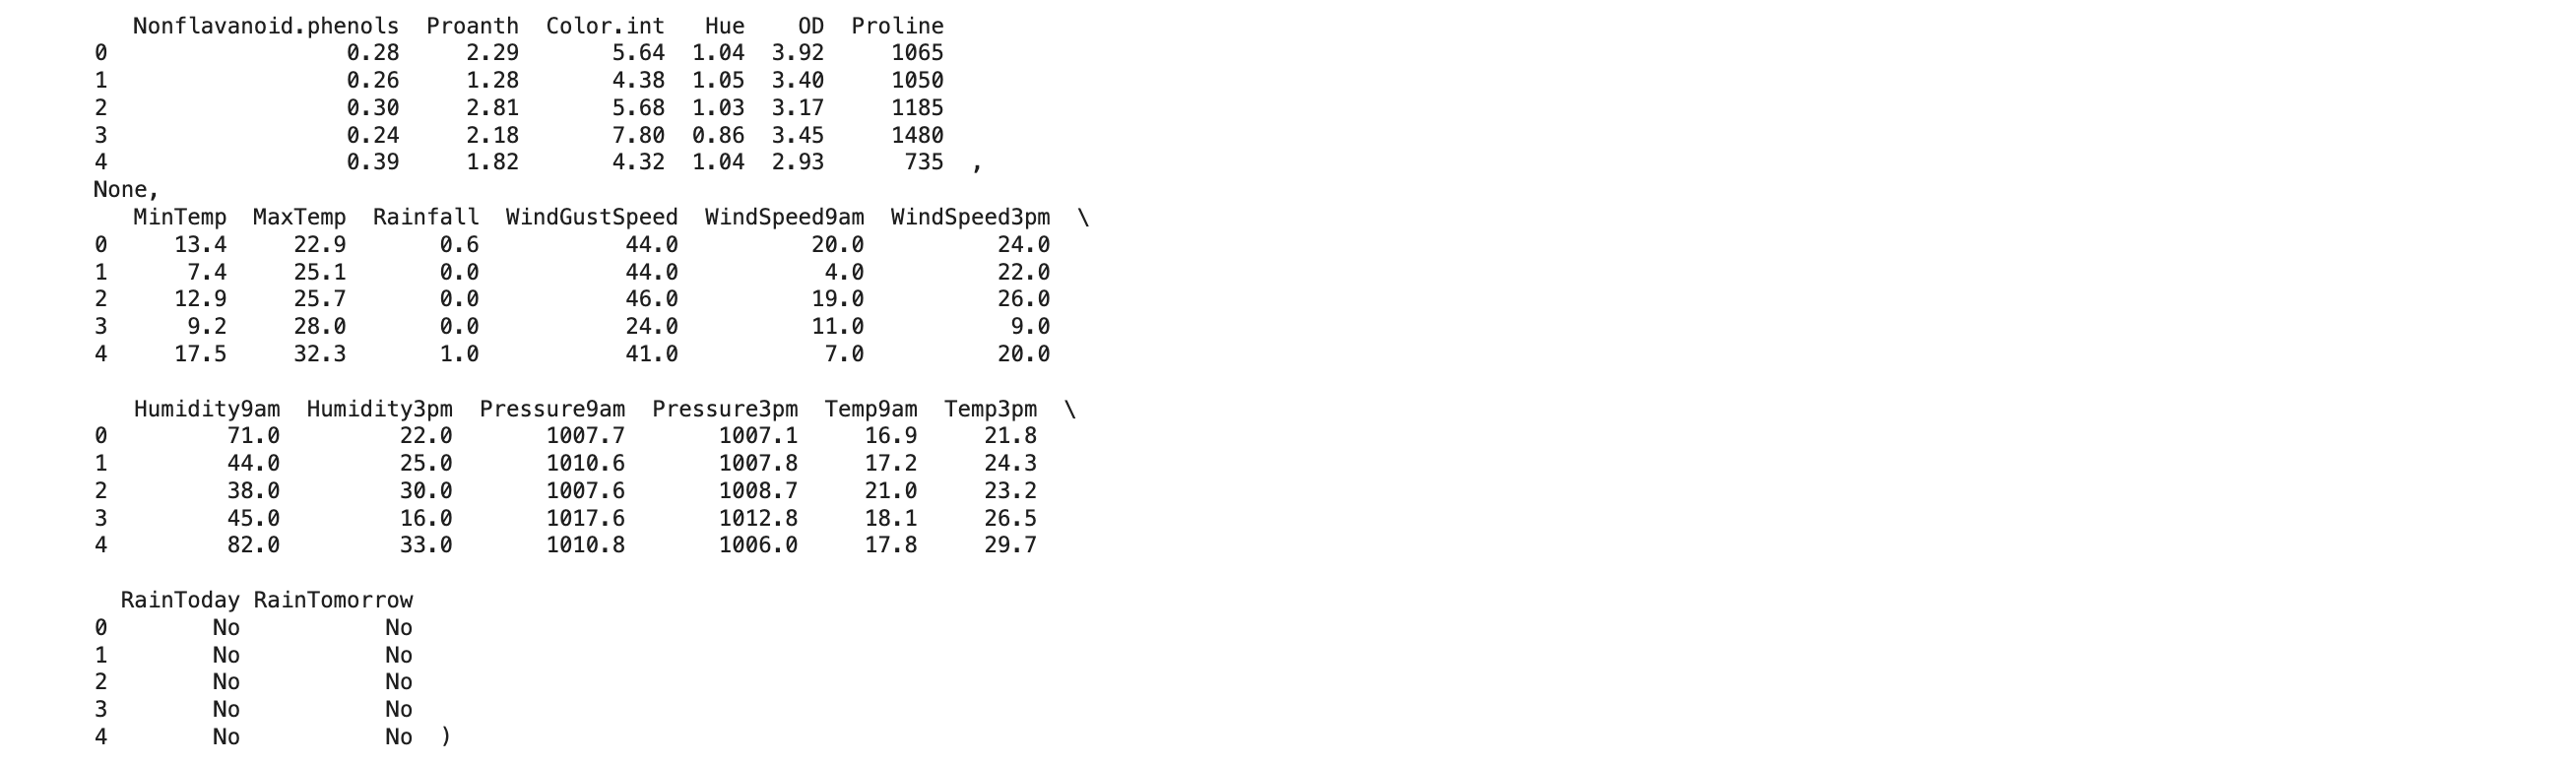 Nonflavanoid.phenols  Proanth  Color.int   Hue    OD  Proline
0                  0.28     2.29       5.64  1.04  3.92     1065
1                  0.26     1.28       4.38  1.05  3.40     1050
2                  0.30     2.81       5.68  1.03  3.17     1185
3                  0.24     2.18       7.80  0.86  3.45     1480
4                  0.39     1.82       4.32  1.04  2.93      735  ,
None,
   MinTemp  MaxTemp  Rainfall  WindGustSpeed  WindSpeed9am  WindSpeed3pm  \
0     13.4     22.9       0.6           44.0          20.0          24.0
1      7.4     25.1       0.0           44.0           4.0          22.0
2     12.9     25.7       0.0           46.0          19.0          26.0
3      9.2     28.0       0.0           24.0          11.0           9.0
4     17.5     32.3       1.0           41.0           7.0          20.0
   Humidity9am  Humidity3pm  Pressure9am  Pressure3pm  Temp9am  Temp3pm  \
0         71.0         22.0       1007.7       1007.1     16.9     21.8
1         44.0         25.0       1010.6       1007.8     17.2     24.3
2         38.0         30.0       1007.6       1008.7     21.0     23.2
3         45.0         16.0       1017.6       1012.8     18.1     26.5
4         82.0         33.0       1010.8       1006.0     17.8     29.7
  RainToday RainTomorrow
0        No           No
1        No           No
2        No           No
3        No           No
4        No           No  )